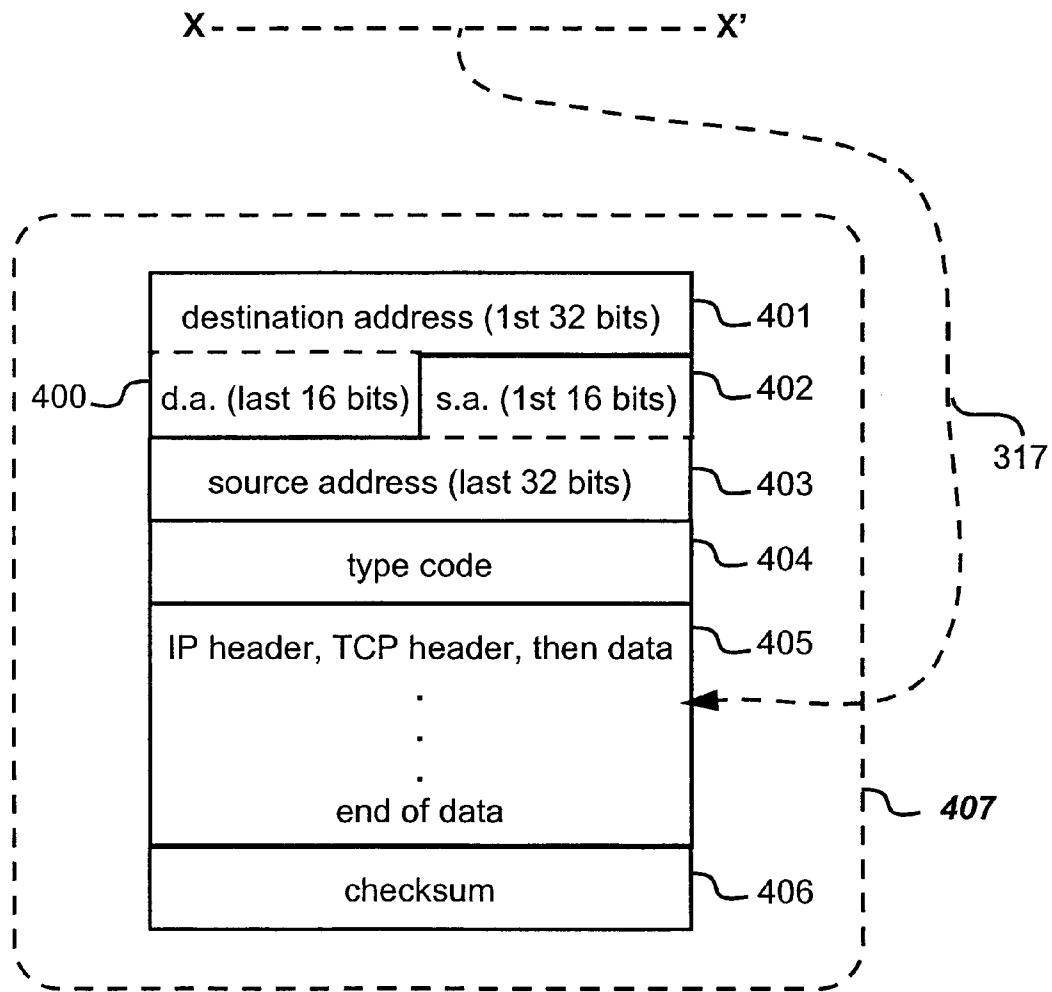 X X’
destination address (1st 32 bits) 401
400 d.a. (last 16 bits) s.a. (1st 16 bits) 402
317
source address (last 32 bits) 403
type code 404
IP header, TCP header, then data 405
.
.
.
end of data
407
checksum 406